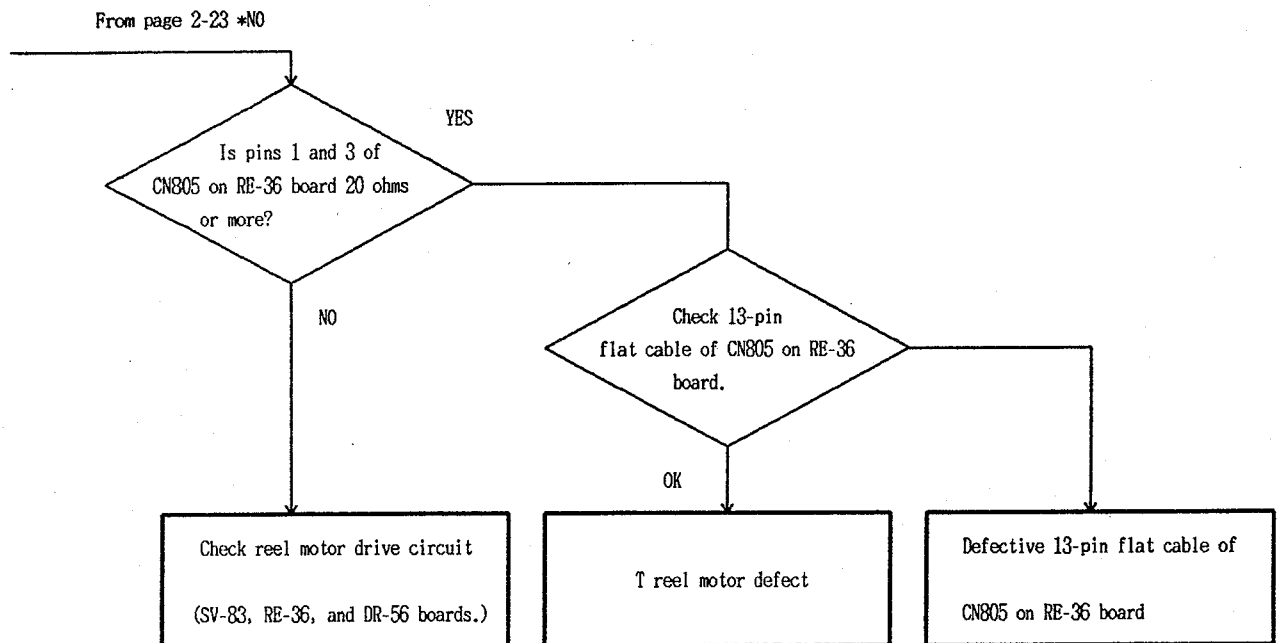 From page 2-23 *NO
YES
Is pins 1 and 3 of
CN805 on RE-36 board 20 ohms
or more?
NO
Check 13-pin
flat cable of CN805 on RE-36
board.
OK
Check reel motor drive circuit
(SV-83, RE-36, and DR-56 boards.)
T reel motor defect
Defective 13-pin flat cable of
CN805 on RE-36 board